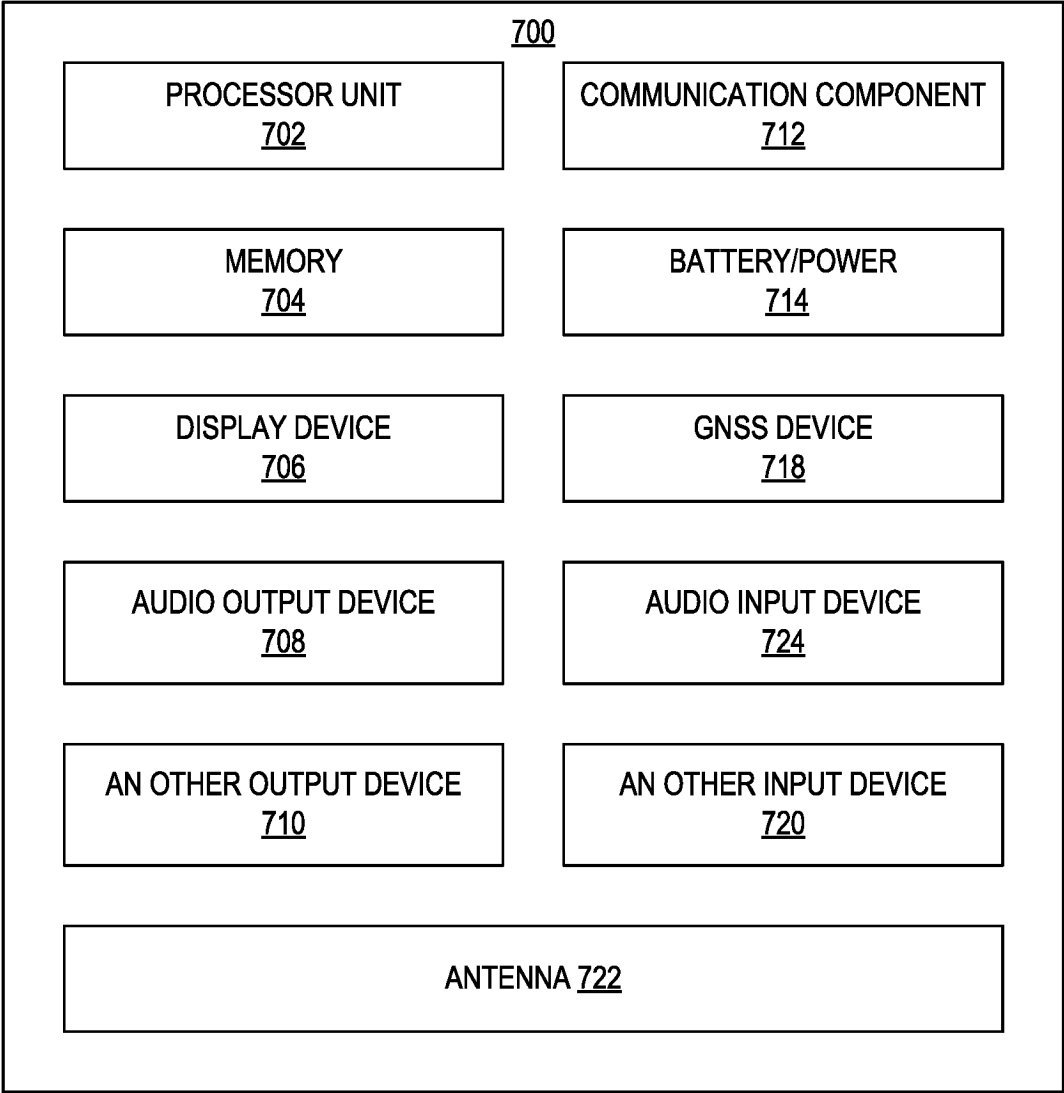 700
PROCESSOR UNIT
702
COMMUNICATION COMPONENT
712
MEMORY
704
BATTERY/POWER
714
DISPLAY DEVICE
706
GNSS DEVICE
718
AUDIO OUTPUT DEVICE
708
AUDIO INPUT DEVICE
724
AN OTHER OUTPUT DEVICE
710
AN OTHER INPUT DEVICE
720
ANTENNA 722